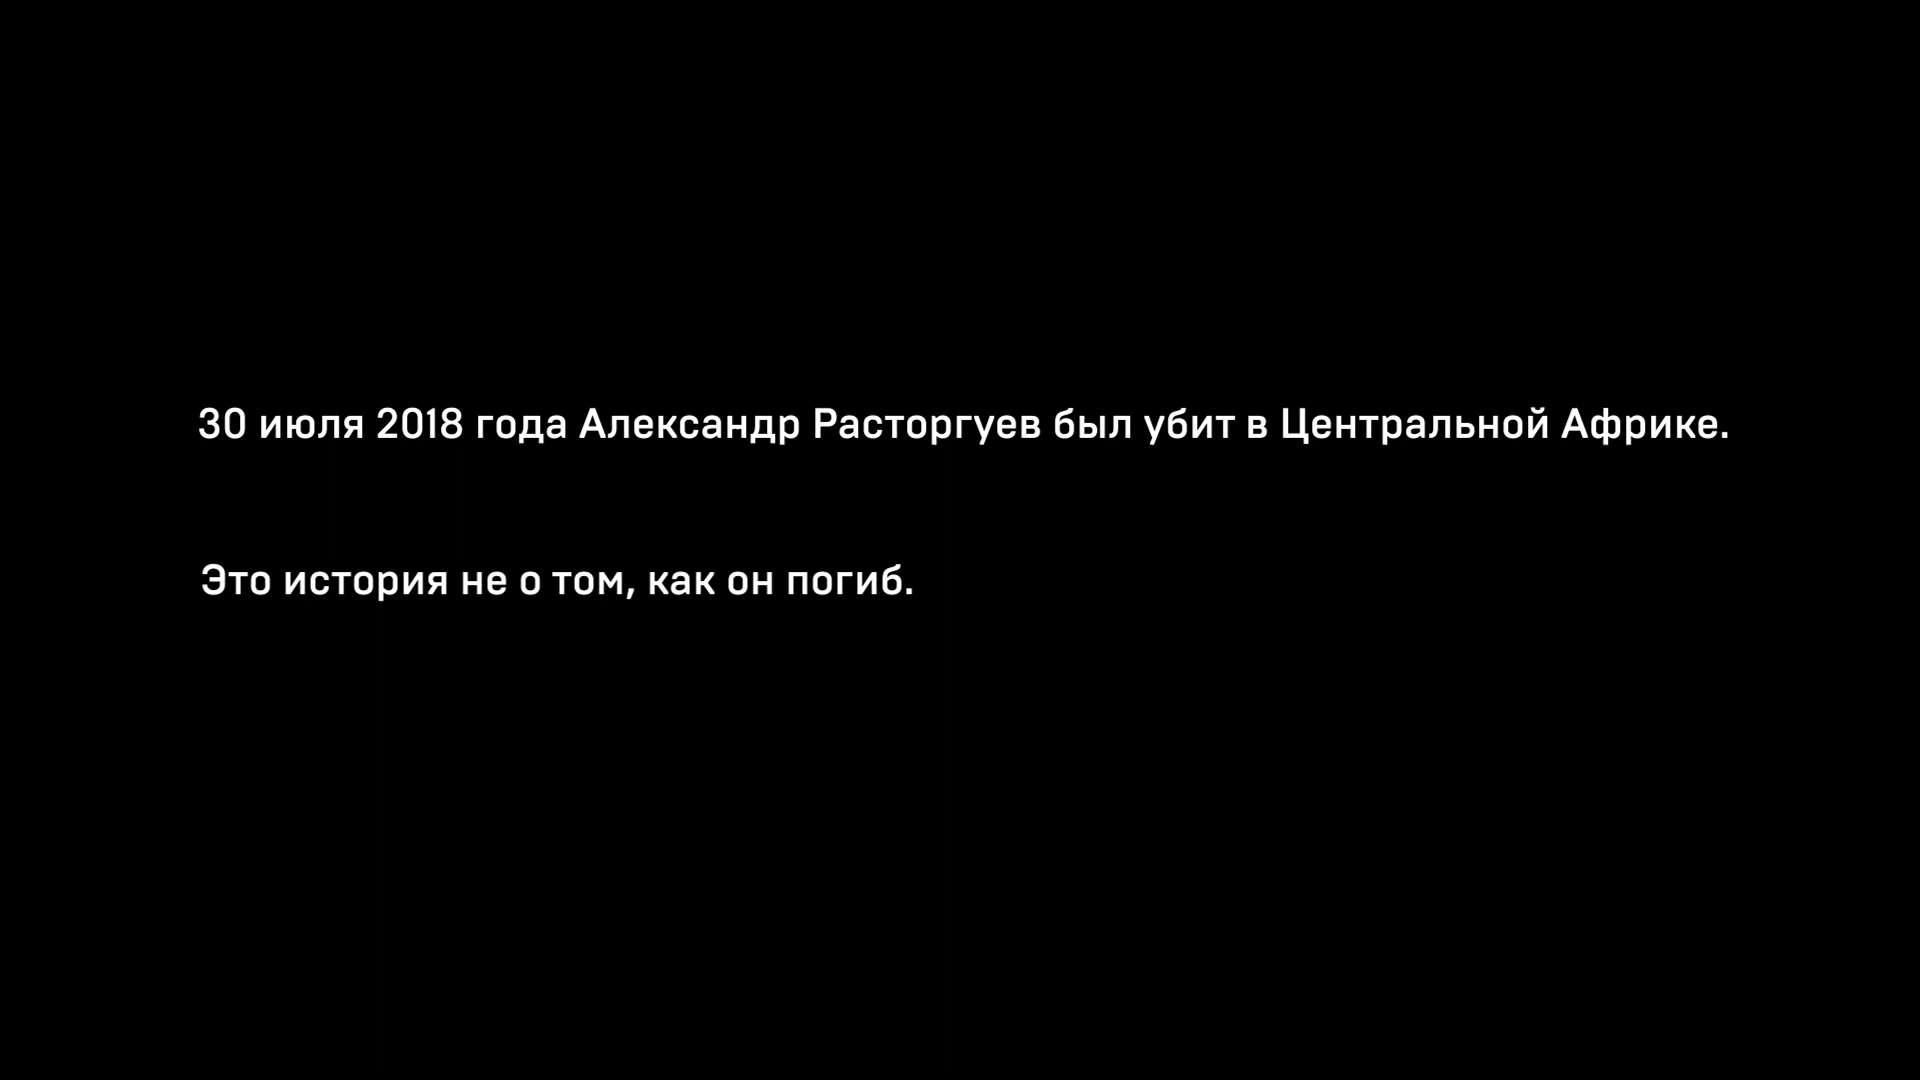 30 июля 2018 года Александр Расторгуев был убит в Центральной Африке.
Это история не о том, как он погиб.